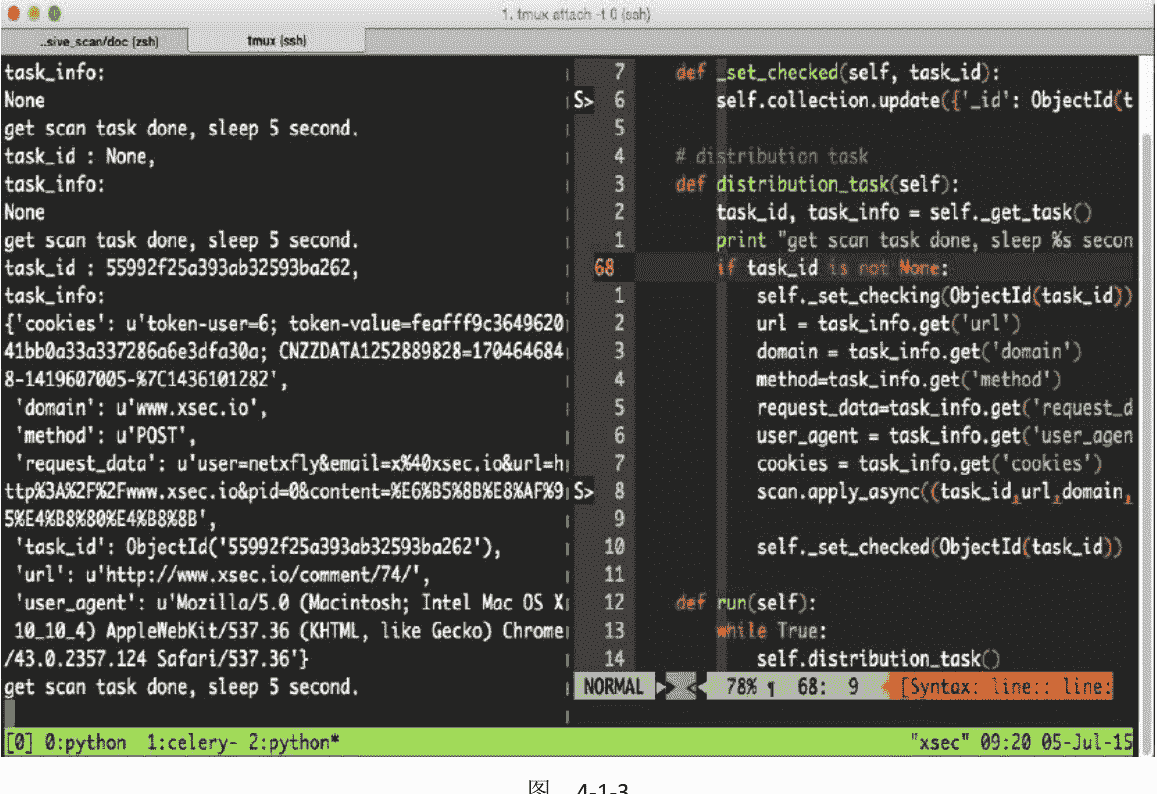 1. tmux attach -t 0 (ssh)
..sive_scan/doc (zsh)
tmux (ssh)
task_info:
None
get scan task done, sleep 5 second.
task_id : None,
task_info:
None
get scan task done, sleep 5 second.
task_id : 55992f25a393ab32593ba262,
task_info:
{'cookies': u'token-user=6; token-value=feafff9c3649620
41bb0a33a337286a6e3dfa30a; CNZZDATA1252889828=170464684
8-1419607005-%7C1436101282',
'domain': u'www.xsec.io',
'method': u'POST',
'request_data': u'user=netxfly&email=x%40xsec.io&url=h
ttp%3A%2F%2Fwww.xsec.io&pid=0&content=%E6%B5%8B%E8%AF%9
5%E4%B8%80%E4%B8%8B',
'task_id': ObjectId('55992f25a393ab32593ba262'),
'url': u'http://www.xsec.io/comment/74/',
'user_agent': u'Mozilla/5.0 (Macintosh; Intel Mac OS X
10_10_4) AppleWebKit/537.36 (KHTML, like Gecko) Chrome
/43.0.2357.124 Safari/537.36'}
get scan task done, sleep 5 second.
7 def _set_checked(self, task_id):
S> 6 self.collection.update({'_id': ObjectId(t
5
4 # distribution task
3 def distribution_task(self):
2 task_id, task_info = self._get_task()
1 print "get scan task done, sleep %s secon
68 if task_id is not None:
1 self._set_checking(ObjectId(task_id))
2 url = task_info.get('url')
3 domain = task_info.get('domain')
4 method=task_info.get('method')
5 request_data=task_info.get('request_d
6 user_agent = task_info.get('user_agen
7 cookies = task_info.get('cookies')
S> 8 scan.apply_async((task_id,url,domain,
9
10 self._set_checked(ObjectId(task_id))
11
12 def run(self):
13 while True:
14 self.distribution_task()
NORMAL 78% ¶ 68: 9 [Syntax: line:: line:
[0] 0:python 1:celery- 2:python* "xsec" 09:20 05-Jul-15
图 4-1-3